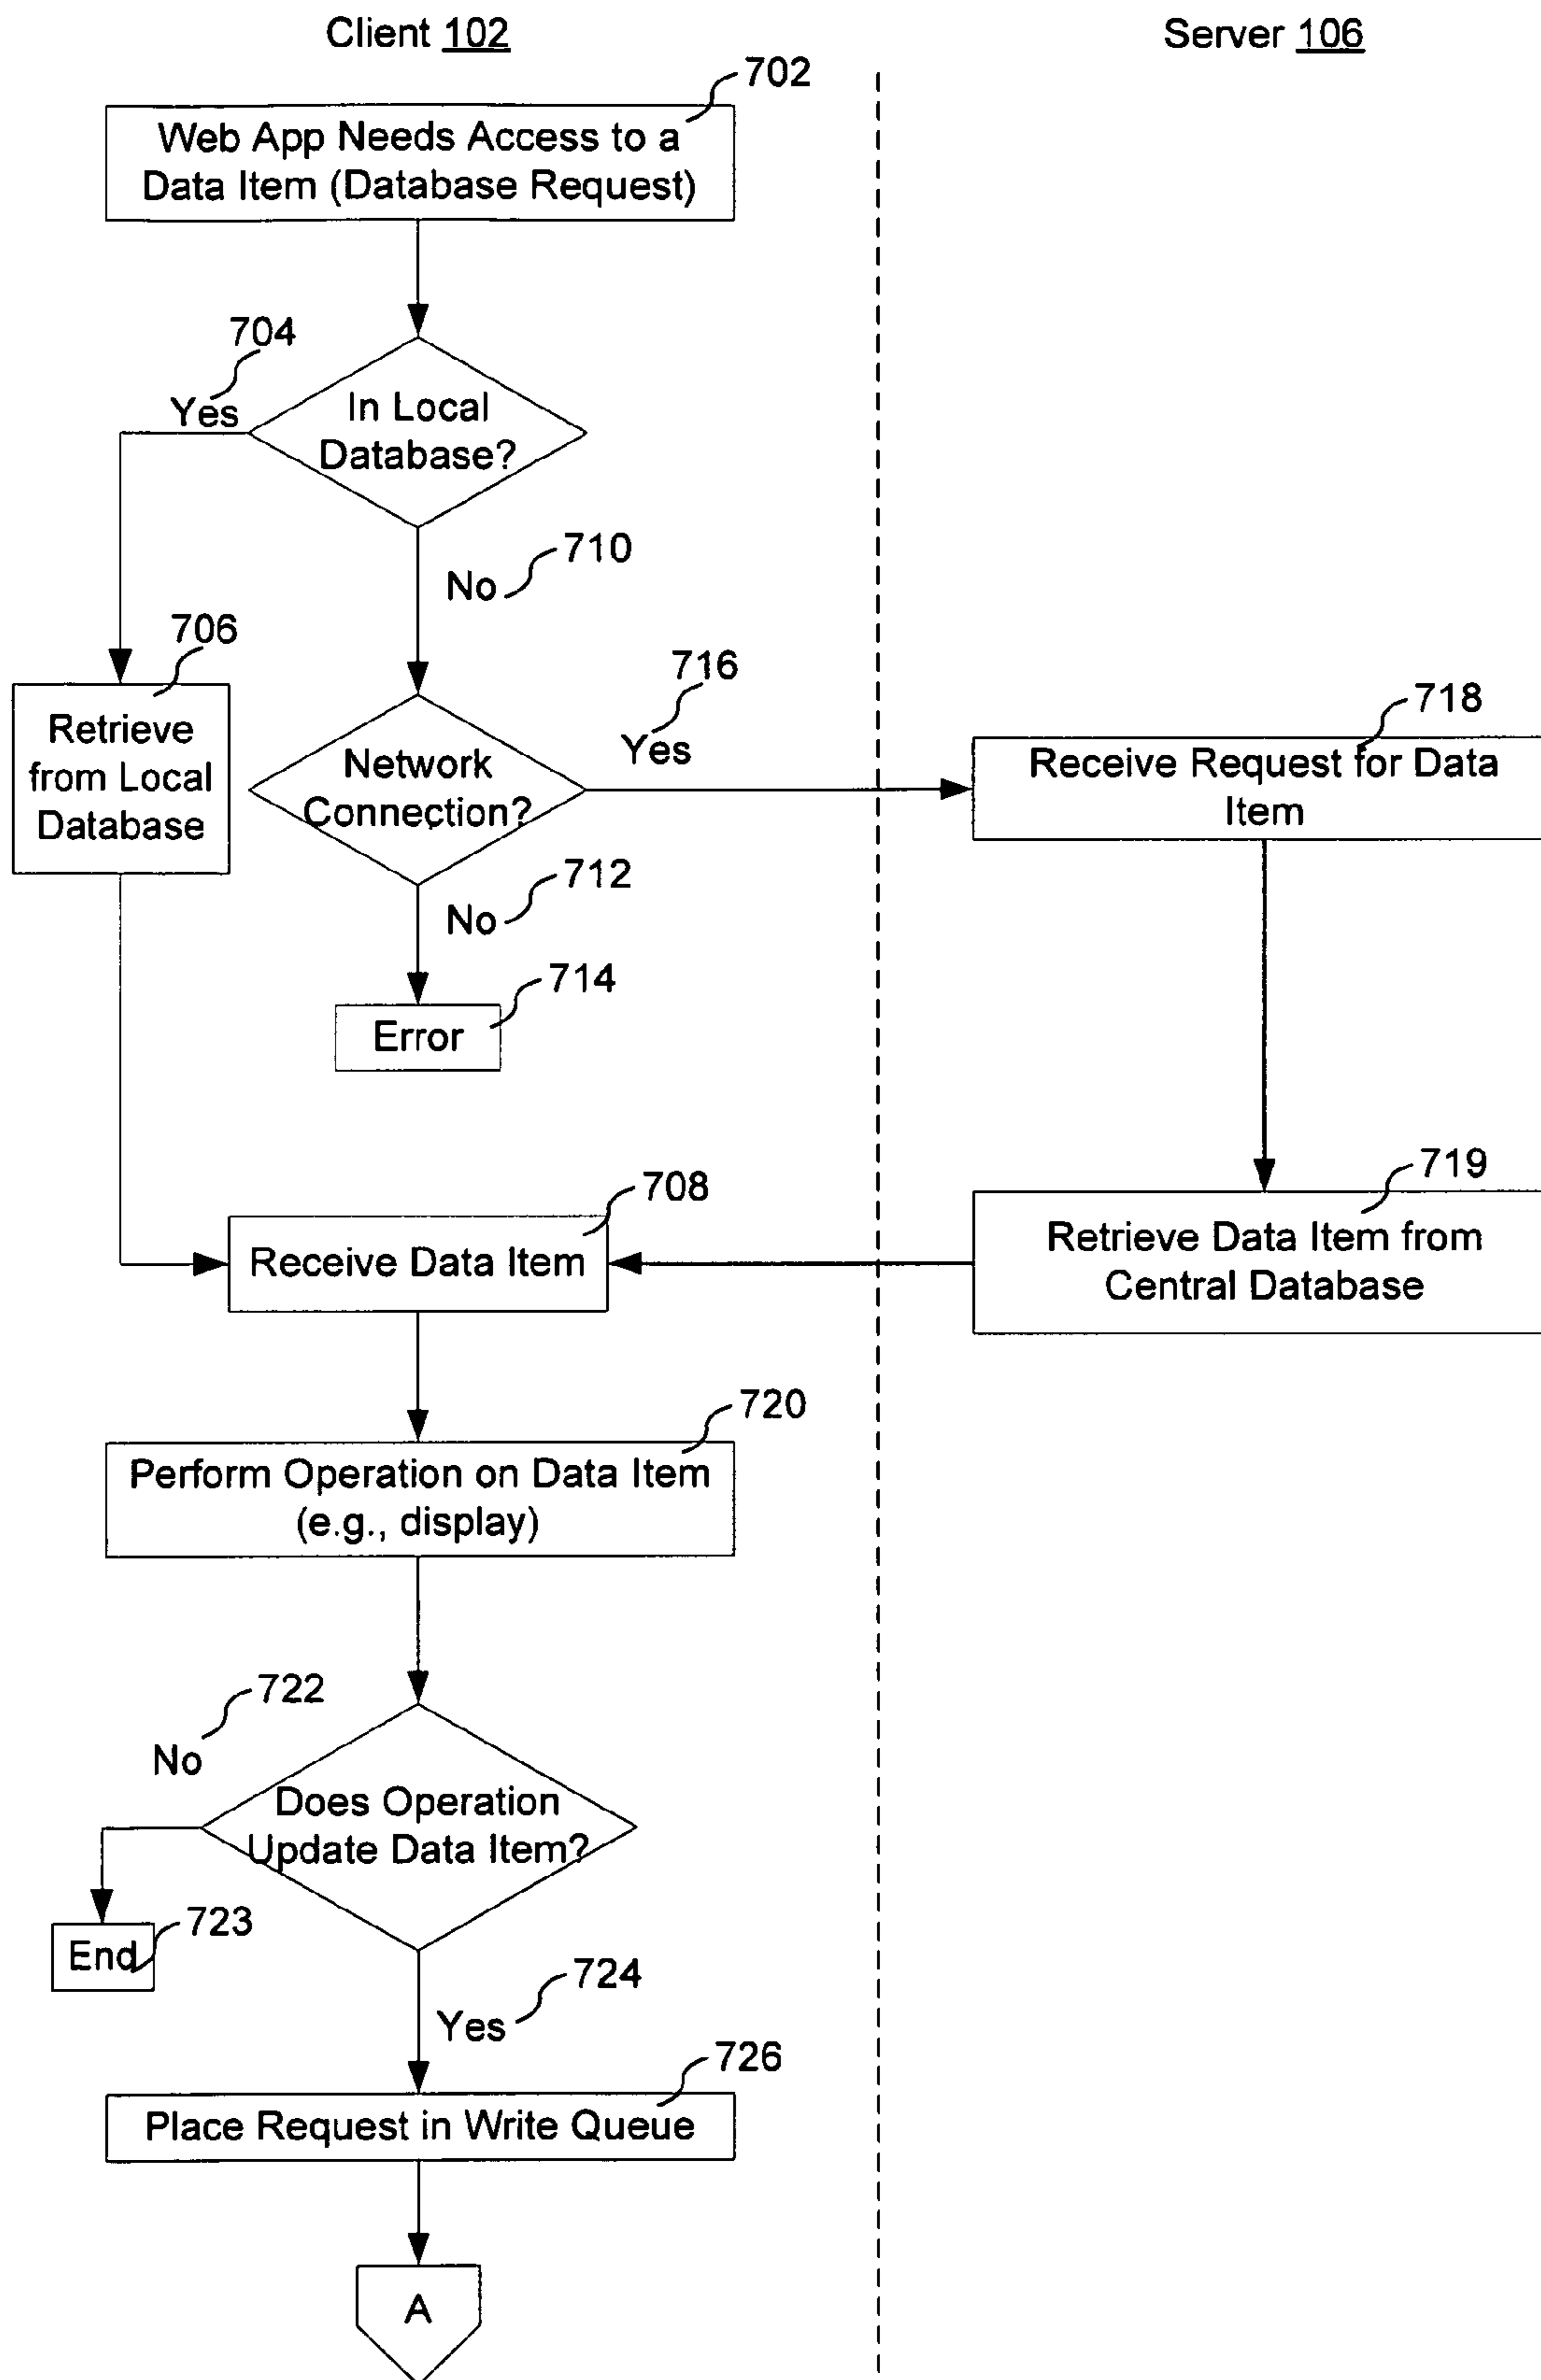 Client 102
Server 106
702
Web App Needs Access to a
Data Item (Database Request)
704
Yes
In Local
Database?
710
No
706
Retrieve
from Local
Database
716
Yes
Network
Connection?
718
Receive Request for Data
Item
712
No
714
Error
719
Retrieve Data Item from
Central Database
708
Receive Data Item
720
Perform Operation on Data Item
(e.g., display)
722
No
Does Operation
Update Data Item?
723
End
724
Yes
726
Place Request in Write Queue
A